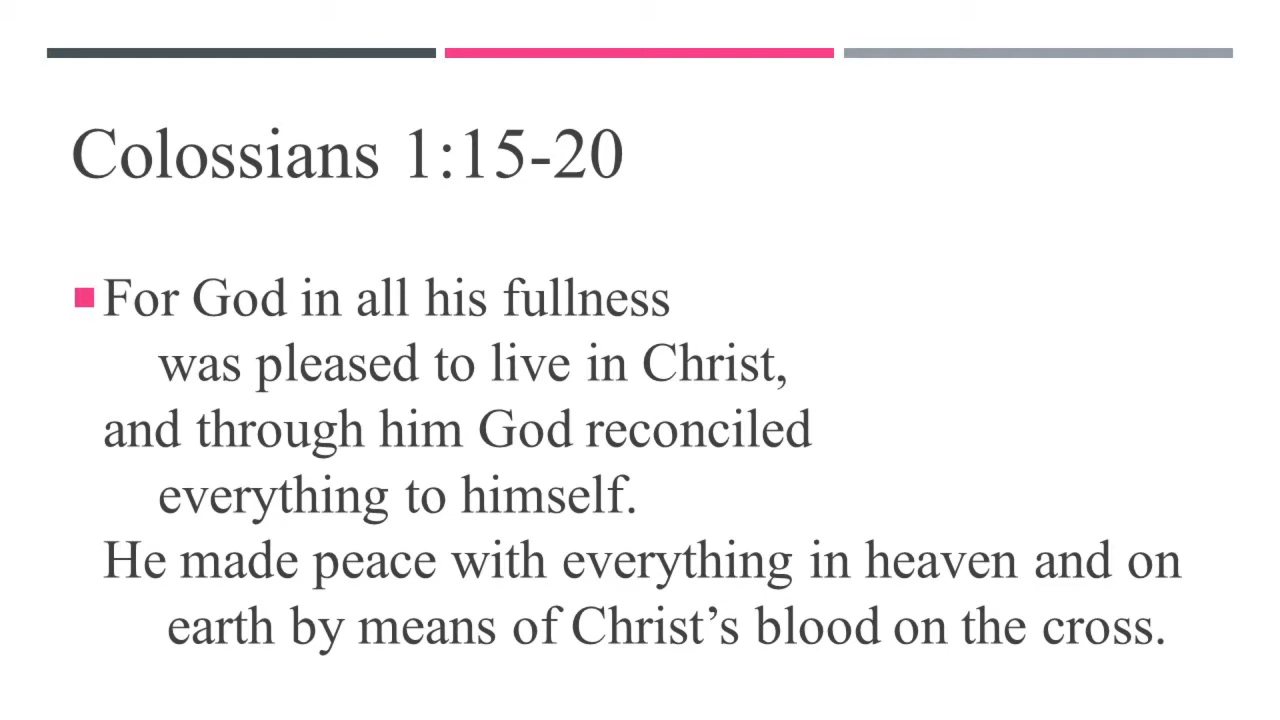 Colossians 1:15-20
For God in all his fullness
was pleased to live in Christ,
and through him God reconciled
everything to himself.
He made peace with everything in heaven and on
earth by means of Christ’s blood on the cross.